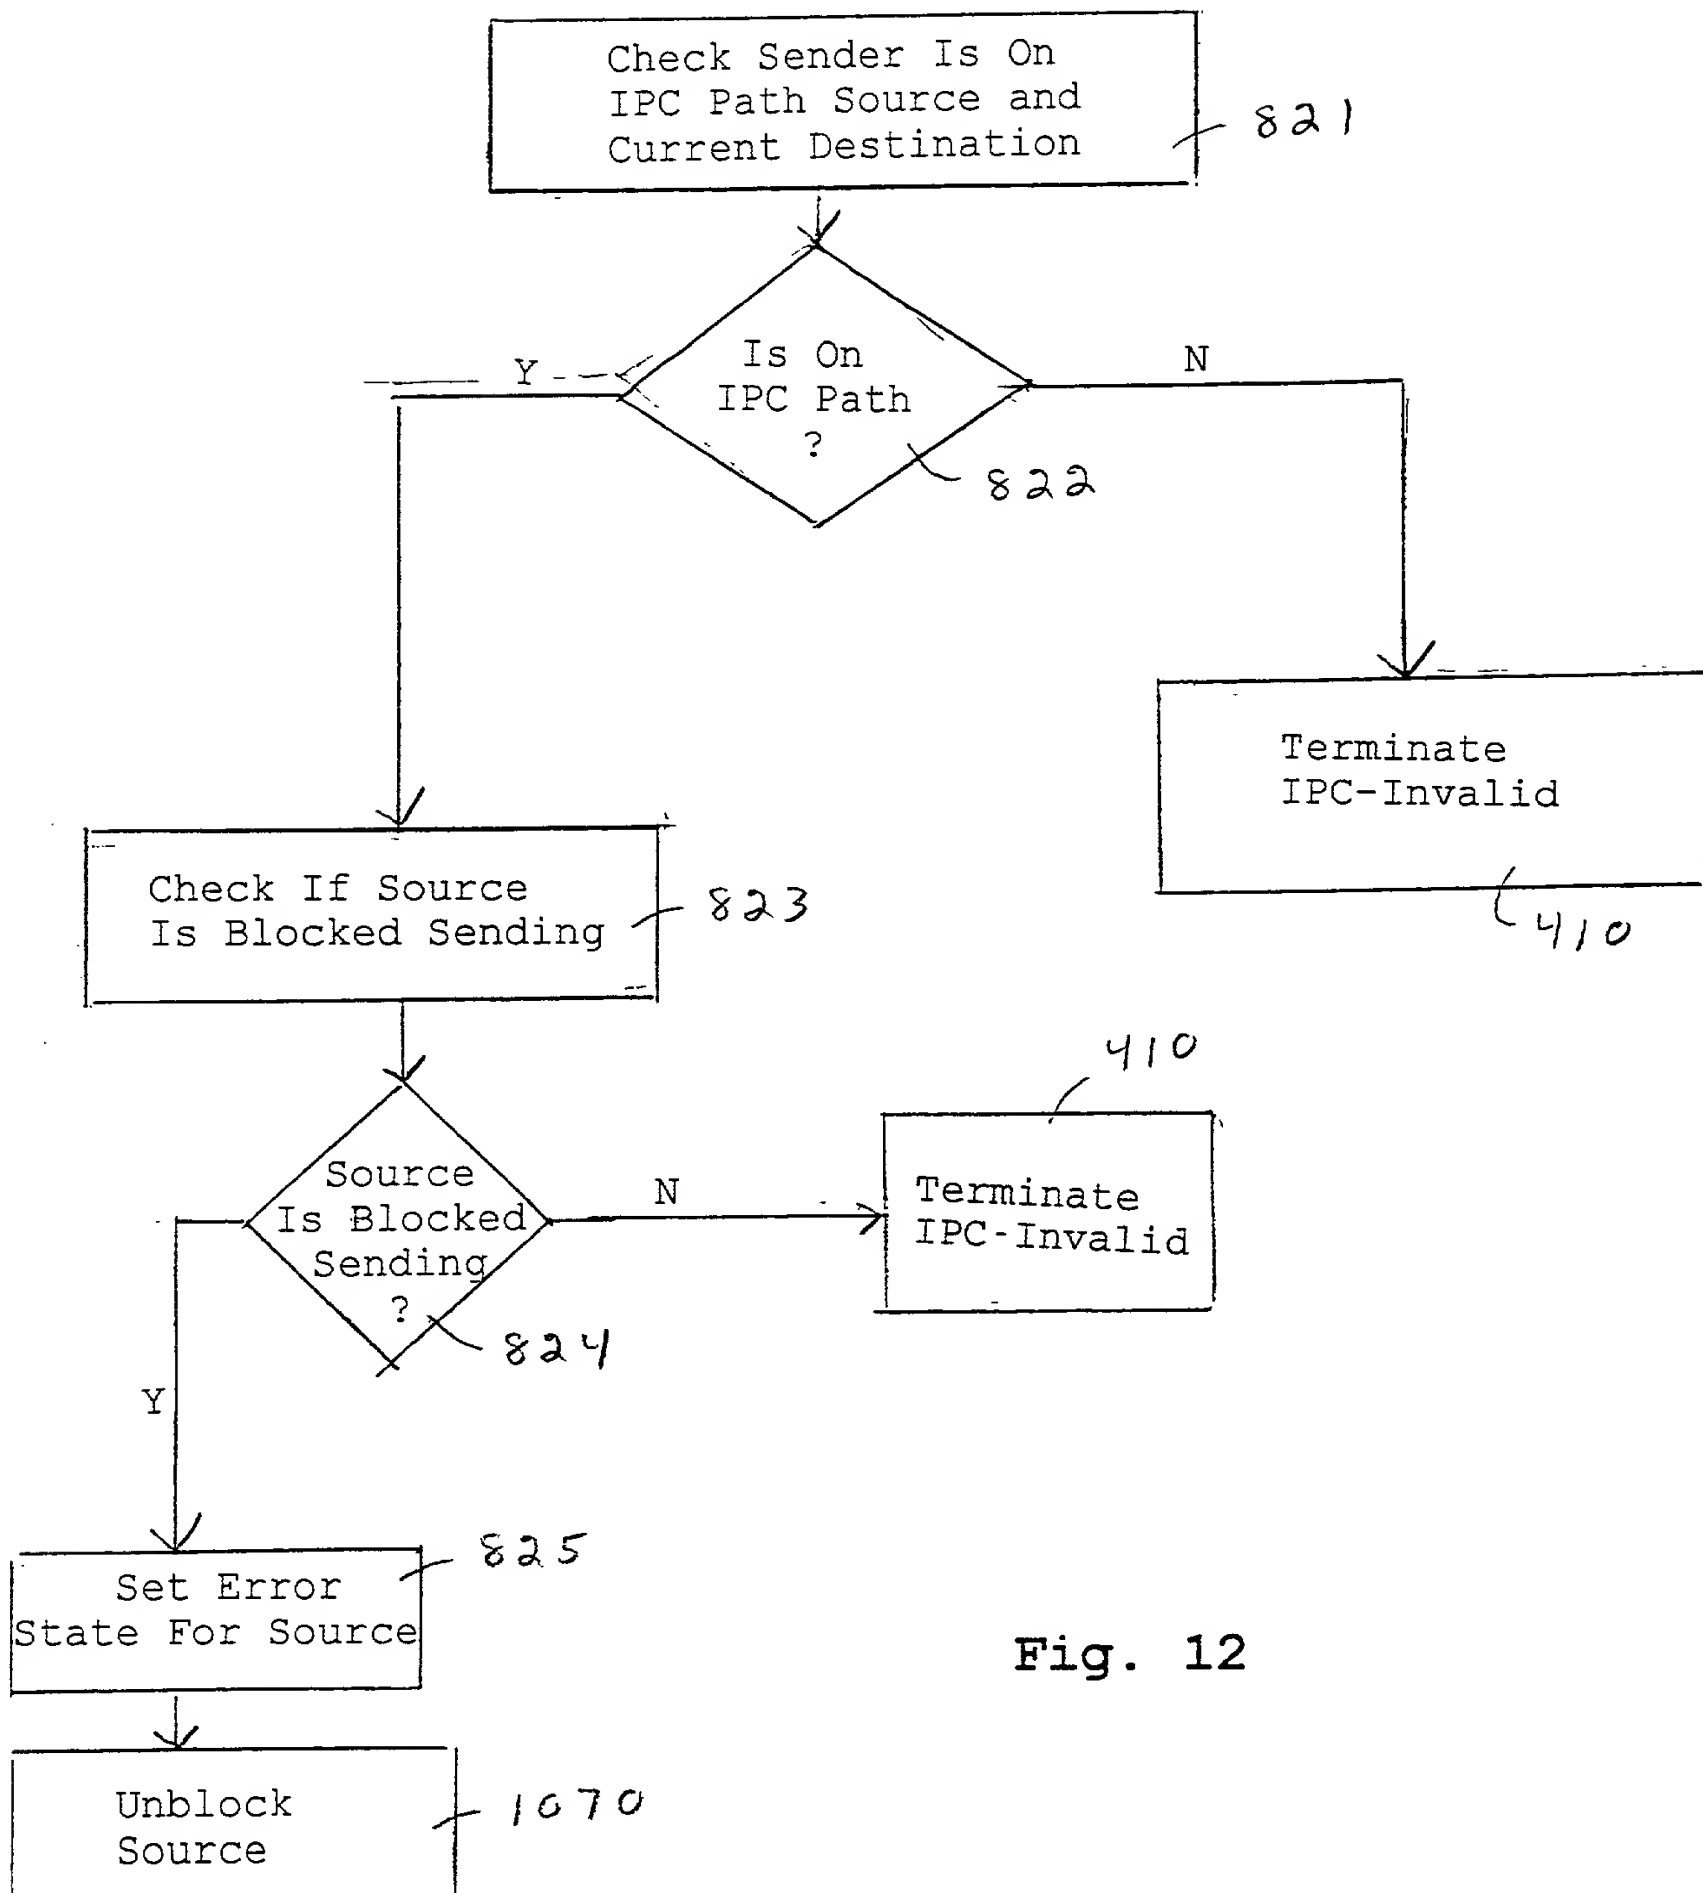 Check Sender Is On
IPC Path Source and
Current Destination
821
Y
Is On
IPC Path
?
N
822
Terminate
IPC-Invalid
410
Check If Source
Is Blocked Sending
823
410
Source
Is Blocked
Sending
?
N
Terminate
IPC-Invalid
824
Y
825
Set Error
State For Source
Fig. 12
Unblock
Source
1070